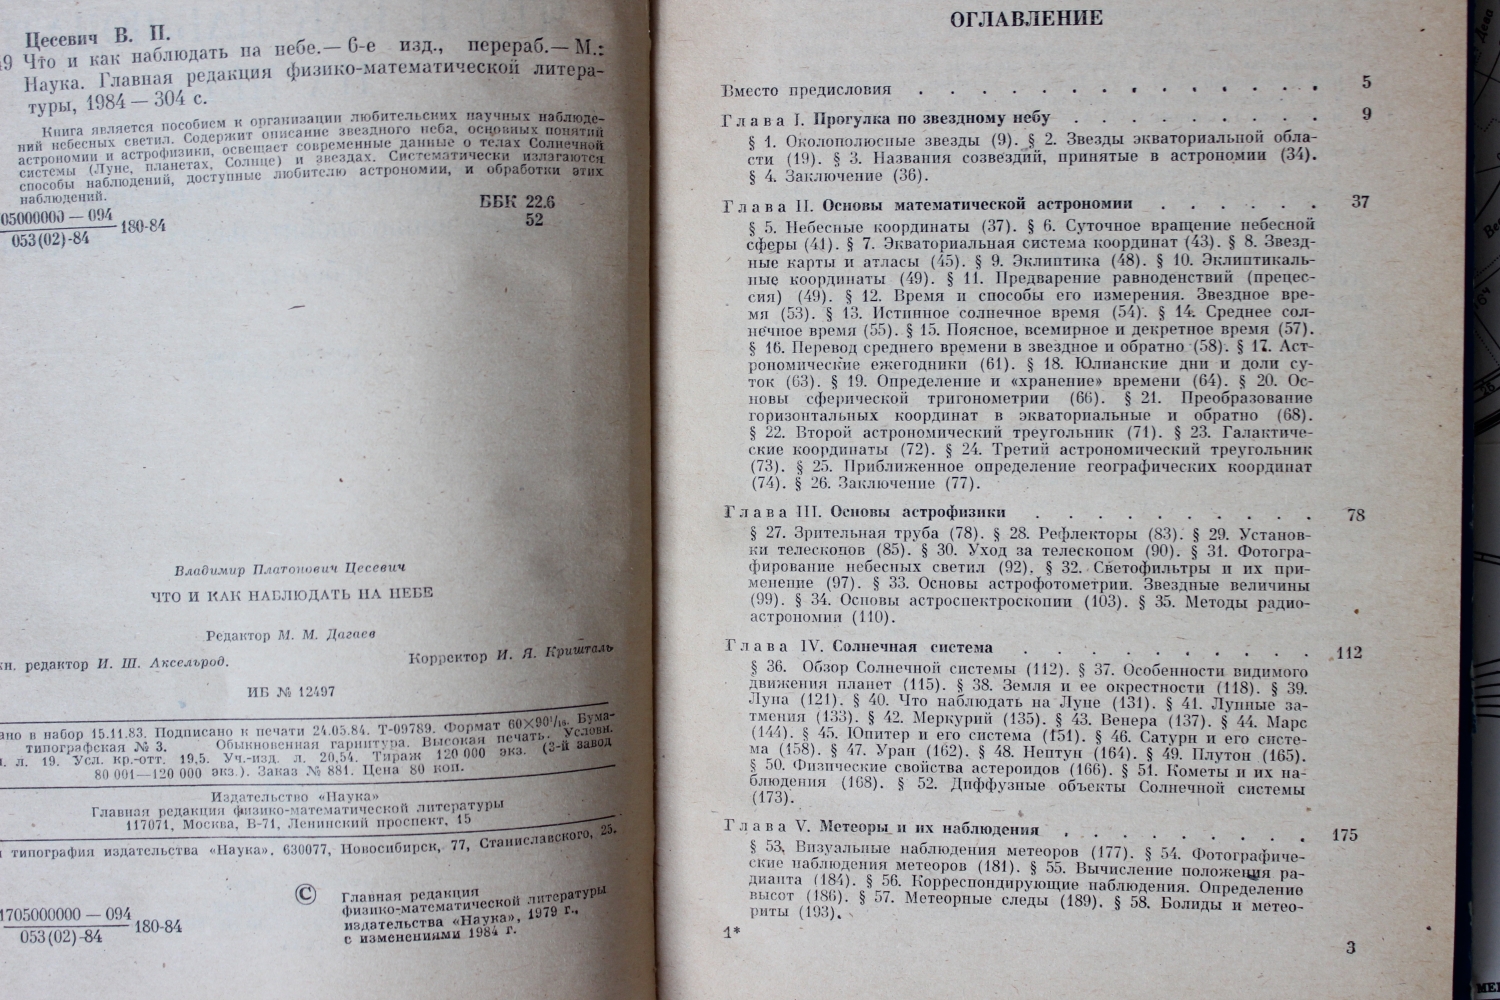 Цесевич В. П.
9 Что и как наблюдать на небе.— 6-е изд., перераб.— М.:
Наука. Главная редакция физико-математической литера-
туры, 1984 — 304 с.
Книга является пособием к организации любительских научных наблюде-
ний небесных светил. Содержит описание звездного неба, основных понятий
астрономии и астрофизики, освещает современные данные о телах Солнечной
системы (Луне, планетах, Солнце) и звездах. Систематически излагаются
способы наблюдений, доступные любителю астрономии, и обработки этих
наблюдений.
05000000 — 094
053(02)-84
180-84
ББК 22.6
52
Владимир Платонович Цесевич
ЧТО И КАК НАБЛЮДАТЬ НА НЕБЕ
Редактор М. М. Дагаев
хн. редактор И. Ш. Аксельрод.
Корректор И. Я. Кришталь
ИБ № 12497
ано в набор 15.11.83. Подписано к печати 24.05.84. Т-09789. Формат 60×90¹/₁₆. Бума-
типографская № 3. Обыкновенная гарнитура. Высокая печать. Условн.
л. 19. Усл. кр.-отт. 19,5. Уч.-изд. л. 20,54. Тираж 120 000 экз. (3-й завод
80 001—120 000 экз.). Заказ № 881. Цена 80 коп.
Издательство «Наука»
Главная редакция физико-математической литературы
117071, Москва, В-71, Ленинский проспект, 15
типография издательства «Наука». 630077, Новосибирск, 77, Станиславского, 25.
1705000000 — 094
053(02)-84
180-84
© Главная редакция
физико-математической литературы
издательства «Наука», 1979 г.,
с изменениями 1984 г.
ОГЛАВЛЕНИЕ
Вместо предисловия . . . . . . . . . . . . . 5
Глава I. Прогулка по звездному небу . . . . . . . . . 9
§ 1. Околополюсные звезды (9). § 2. Звезды экваториальной обла-
сти (19). § 3. Названия созвездий, принятые в астрономии (34).
§ 4. Заключение (36).
Глава II. Основы математической астрономии . . . . . . 37
§ 5. Небесные координаты (37). § 6. Суточное вращение небесной
сферы (41). § 7. Экваториальная система координат (43). § 8. Звезд-
ные карты и атласы (45). § 9. Эклиптика (48). § 10. Эклиптикаль-
ные координаты (49). § 11. Предварение равноденствий (прецес-
сия) (49). § 12. Время и способы его измерения. Звездное вре-
мя (53). § 13. Истинное солнечное время (54). § 14. Среднее сол-
нечное время (55). § 15. Поясное, всемирное и декретное время (57).
§ 16. Перевод среднего времени в звездное и обратно (58). § 17. Аст-
рономические ежегодники (61). § 18. Юлианские дни и доли су-
ток (63). § 19. Определение и «хранение» времени (64). § 20. Ос-
новы сферической тригонометрии (66). § 21. Преобразование
горизонтальных координат в экваториальные и обратно (68).
§ 22. Второй астрономический треугольник (71). § 23. Галактиче-
ские координаты (72). § 24. Третий астрономический треугольник
(73). § 25. Приближенное определение географических координат
(74). § 26. Заключение (77).
Глава III. Основы астрофизики . . . . . . . . . . 78
§ 27. Зрительная труба (78). § 28. Рефлекторы (83). § 29. Установ-
ки телескопов (85). § 30. Уход за телескопом (90). § 31. Фотогра-
фирование небесных светил (92). § 32. Светофильтры и их при-
менение (97). § 33. Основы астрофотометрии. Звездные величины
(99). § 34. Основы астроспектроскопии (103). § 35. Методы радио-
астрономии (110).
Глава IV. Солнечная система . . . . . . . . . . 112
§ 36. Обзор Солнечной системы (112). § 37. Особенности видимого
движения планет (115). § 38. Земля и ее окрестности (118). § 39.
Луна (121). § 40. Что наблюдать на Луне (131). § 41. Лунные за-
тмения (133). § 42. Меркурий (135). § 43. Венера (137). § 44. Марс
(144). § 45. Юпитер и его система (151). § 46. Сатурн и его систе-
ма (158). § 47. Уран (162). § 48. Нептун (164). § 49. Плутон (165).
§ 50. Физические свойства астероидов (166). § 51. Кометы и их на-
блюдения (168). § 52. Диффузные объекты Солнечной системы
(173).
Глава V. Метеоры и их наблюдения . . . . . . . . . 175
§ 53. Визуальные наблюдения метеоров (177). § 54. Фотографиче-
ские наблюдения метеоров (181). § 55. Вычисление положения ра-
дианта (184). § 56. Корреспондирующие наблюдения. Определение
высот (186). § 57. Метеорные следы (189). § 58. Болиды и метео-
риты (193).
1*
3
Дева